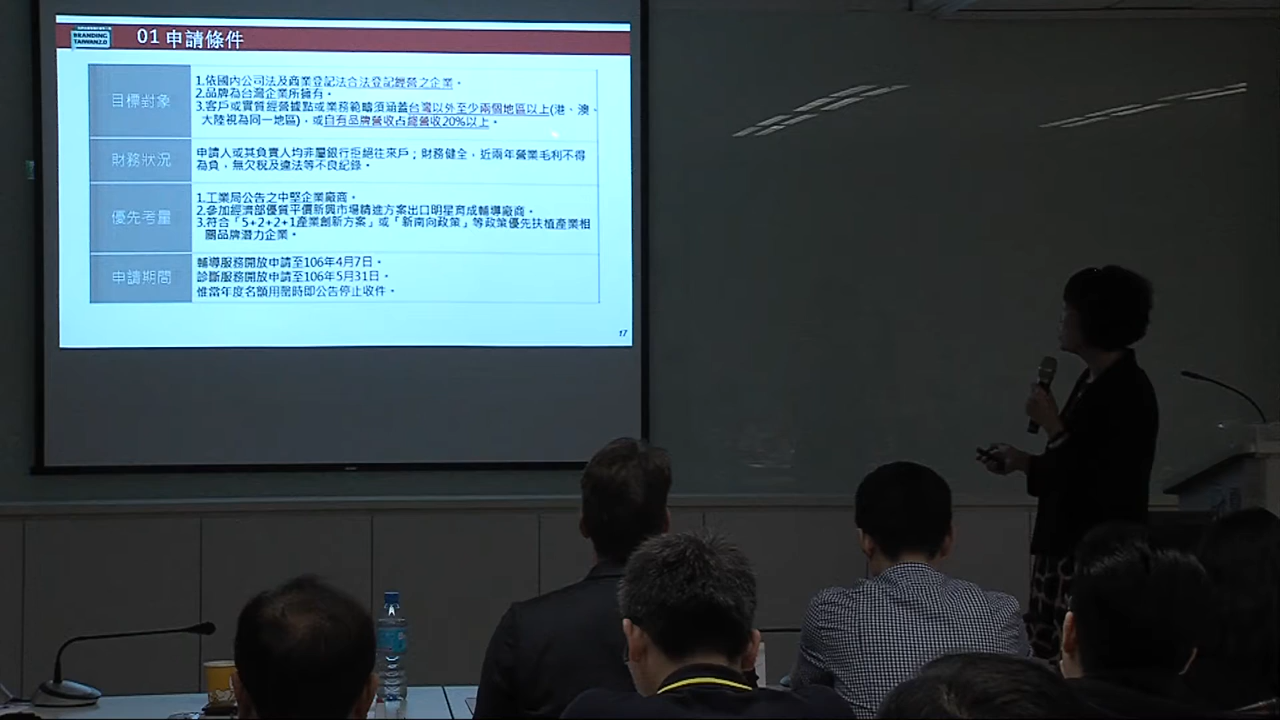 BRANDING
TAIWAN2.0
01 申請條件
目標對象
1.依國內公司法及商業登記法合法登記經營之企業。
2.品牌為台灣企業所擁有。
3.客戶或實質經營據點或業務範疇須涵蓋台灣以外至少兩個地區以上(港、澳、
大陸視為同一地區)，或自有品牌營收占總營收20%以上。
財務狀況
申請人或其負責人均非屬銀行拒絕往來戶；財務健全，近兩年營業毛利不得
為負，無欠稅及違法等不良紀錄。
優先考量
1.工業局公告之中堅企業廠商。
2.參加經濟部優質平價新興市場精進方案出口明星育成輔導廠商。
3.符合「5+2+2+1產業創新方案」或「新南向政策」等政策優先扶植產業相
關品牌潛力企業。
申請期間
輔導服務開放申請至106年4月7日。
診斷服務開放申請至106年5月31日。
惟當年度名額用罄時即公告停止收件。
17